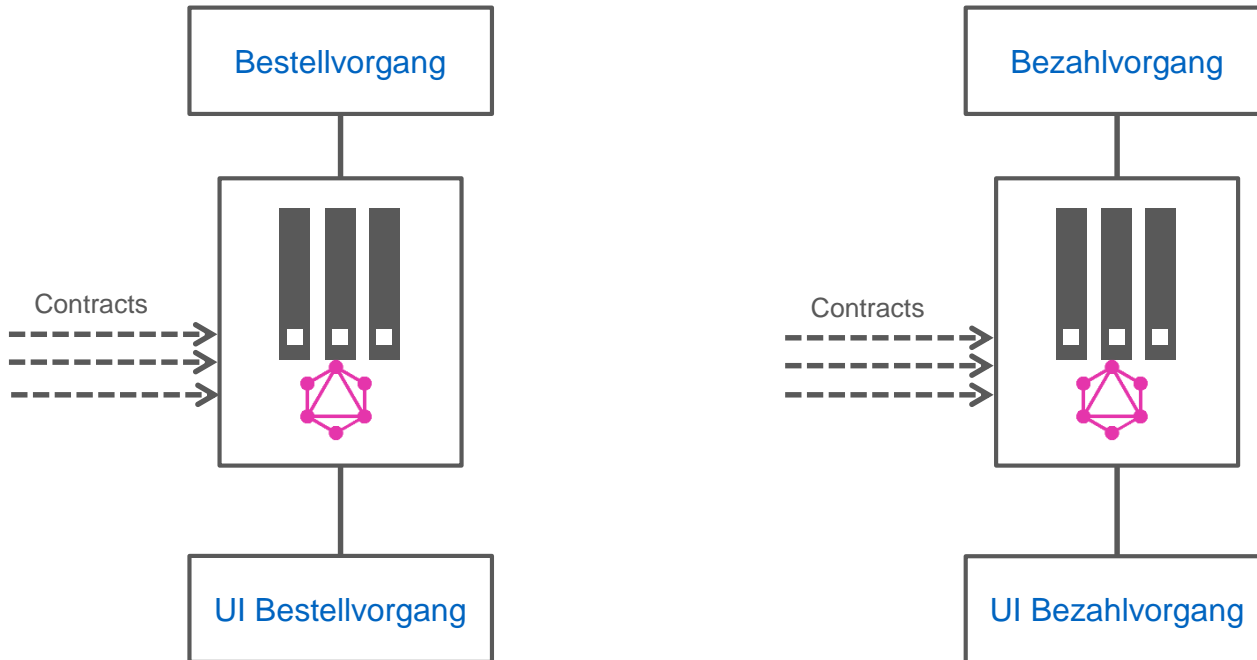 Bestellvorgang
Bezahlvorgang
Contracts
Contracts
UI Bestellvorgang
UI Bezahlvorgang